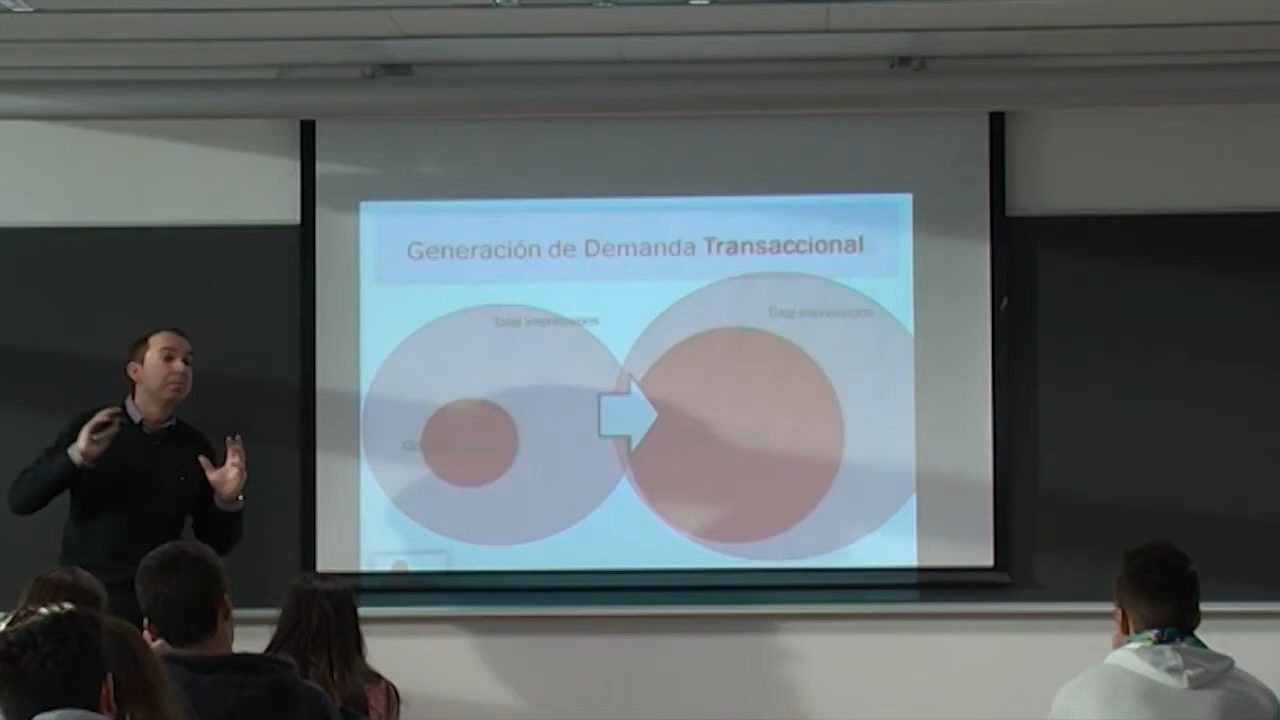 Generación de Demanda Transaccional
Total impressions
Total impressions